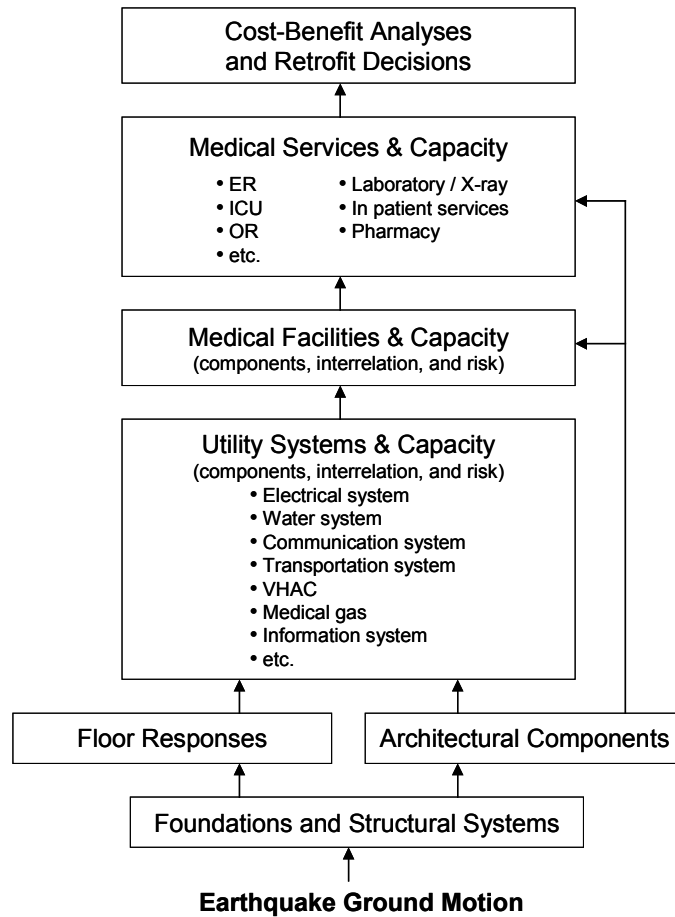 Cost-Benefit Analyses
and Retrofit Decisions
Medical Services & Capacity
• ER
• ICU
• OR
• etc.
• Laboratory / X-ray
• In patient services
• Pharmacy
Medical Facilities & Capacity
(components, interrelation, and risk)
Utility Systems & Capacity
(components, interrelation, and risk)
• Electrical system
• Water system
• Communication system
• Transportation system
• VHAC
• Medical gas
• Information system
• etc.
Floor Responses
Architectural Components
Foundations and Structural Systems
Earthquake Ground Motion